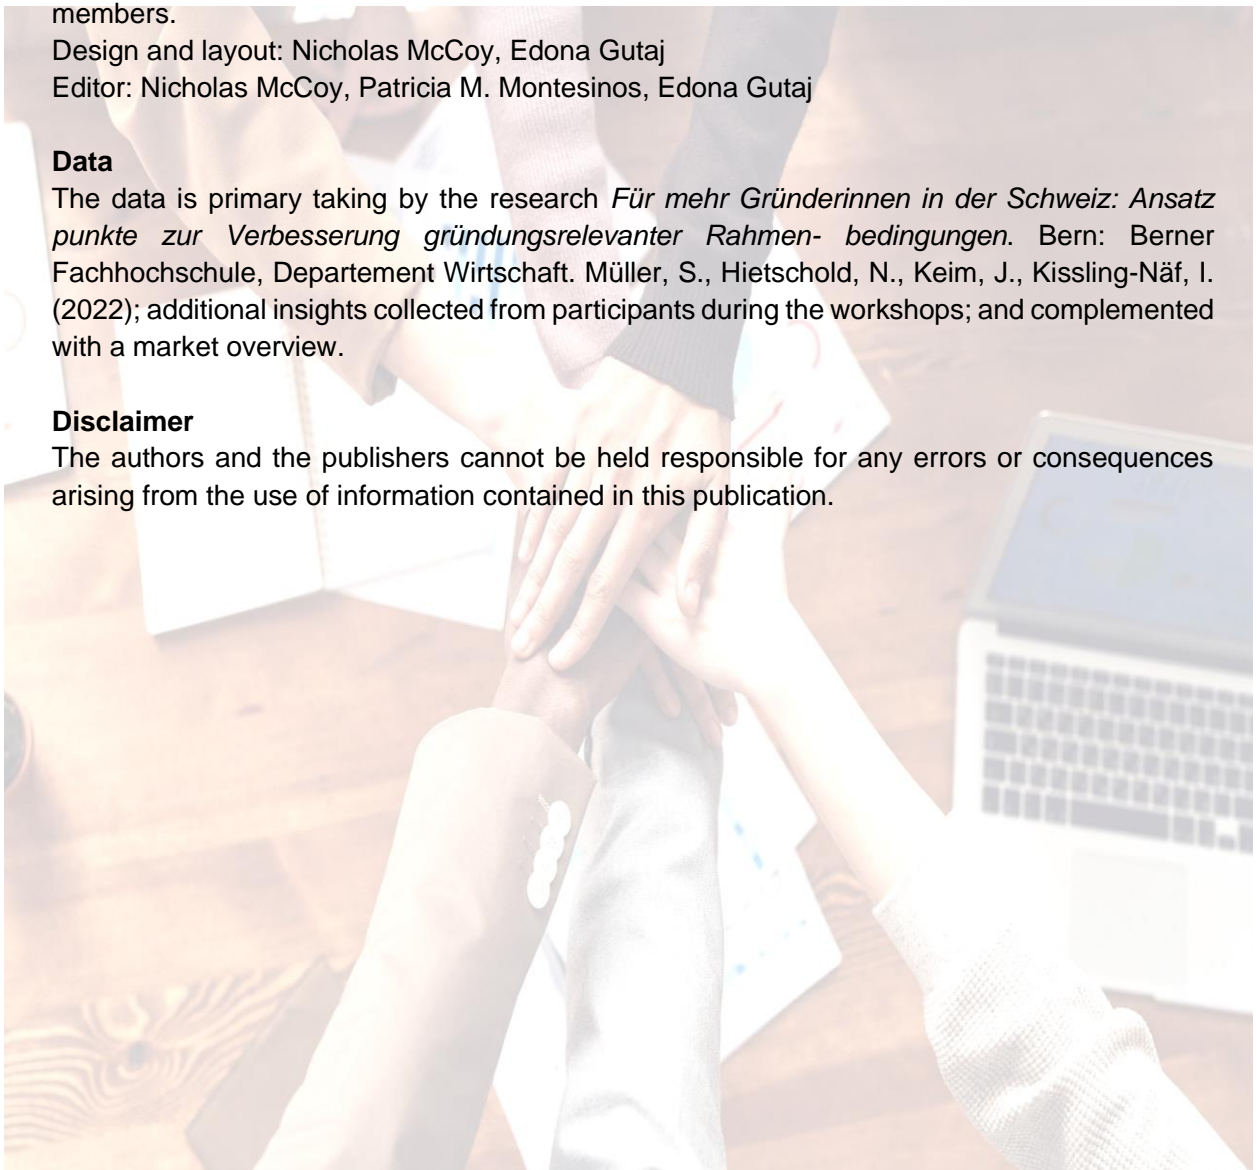 members.
Design and layout: Nicholas McCoy, Edona Gutaj
Editor: Nicholas McCoy, Patricia M. Montesinos, Edona Gutaj
Data
The data is primary taking by the research Für mehr Gründerinnen in der Schweiz: Ansatz
punkte zur Verbesserung gründungsrelevanter Rahmen- bedingungen. Bern: Berner
Fachhochschule, Departement Wirtschaft. Müller, S., Hietschold, N., Keim, J., Kissling-Näf, I.
(2022); additional insights collected from participants during the workshops; and complemented
with a market overview.
Disclaimer
The authors and the publishers cannot be held responsible for any errors or consequences
arising from the use of information contained in this publication.